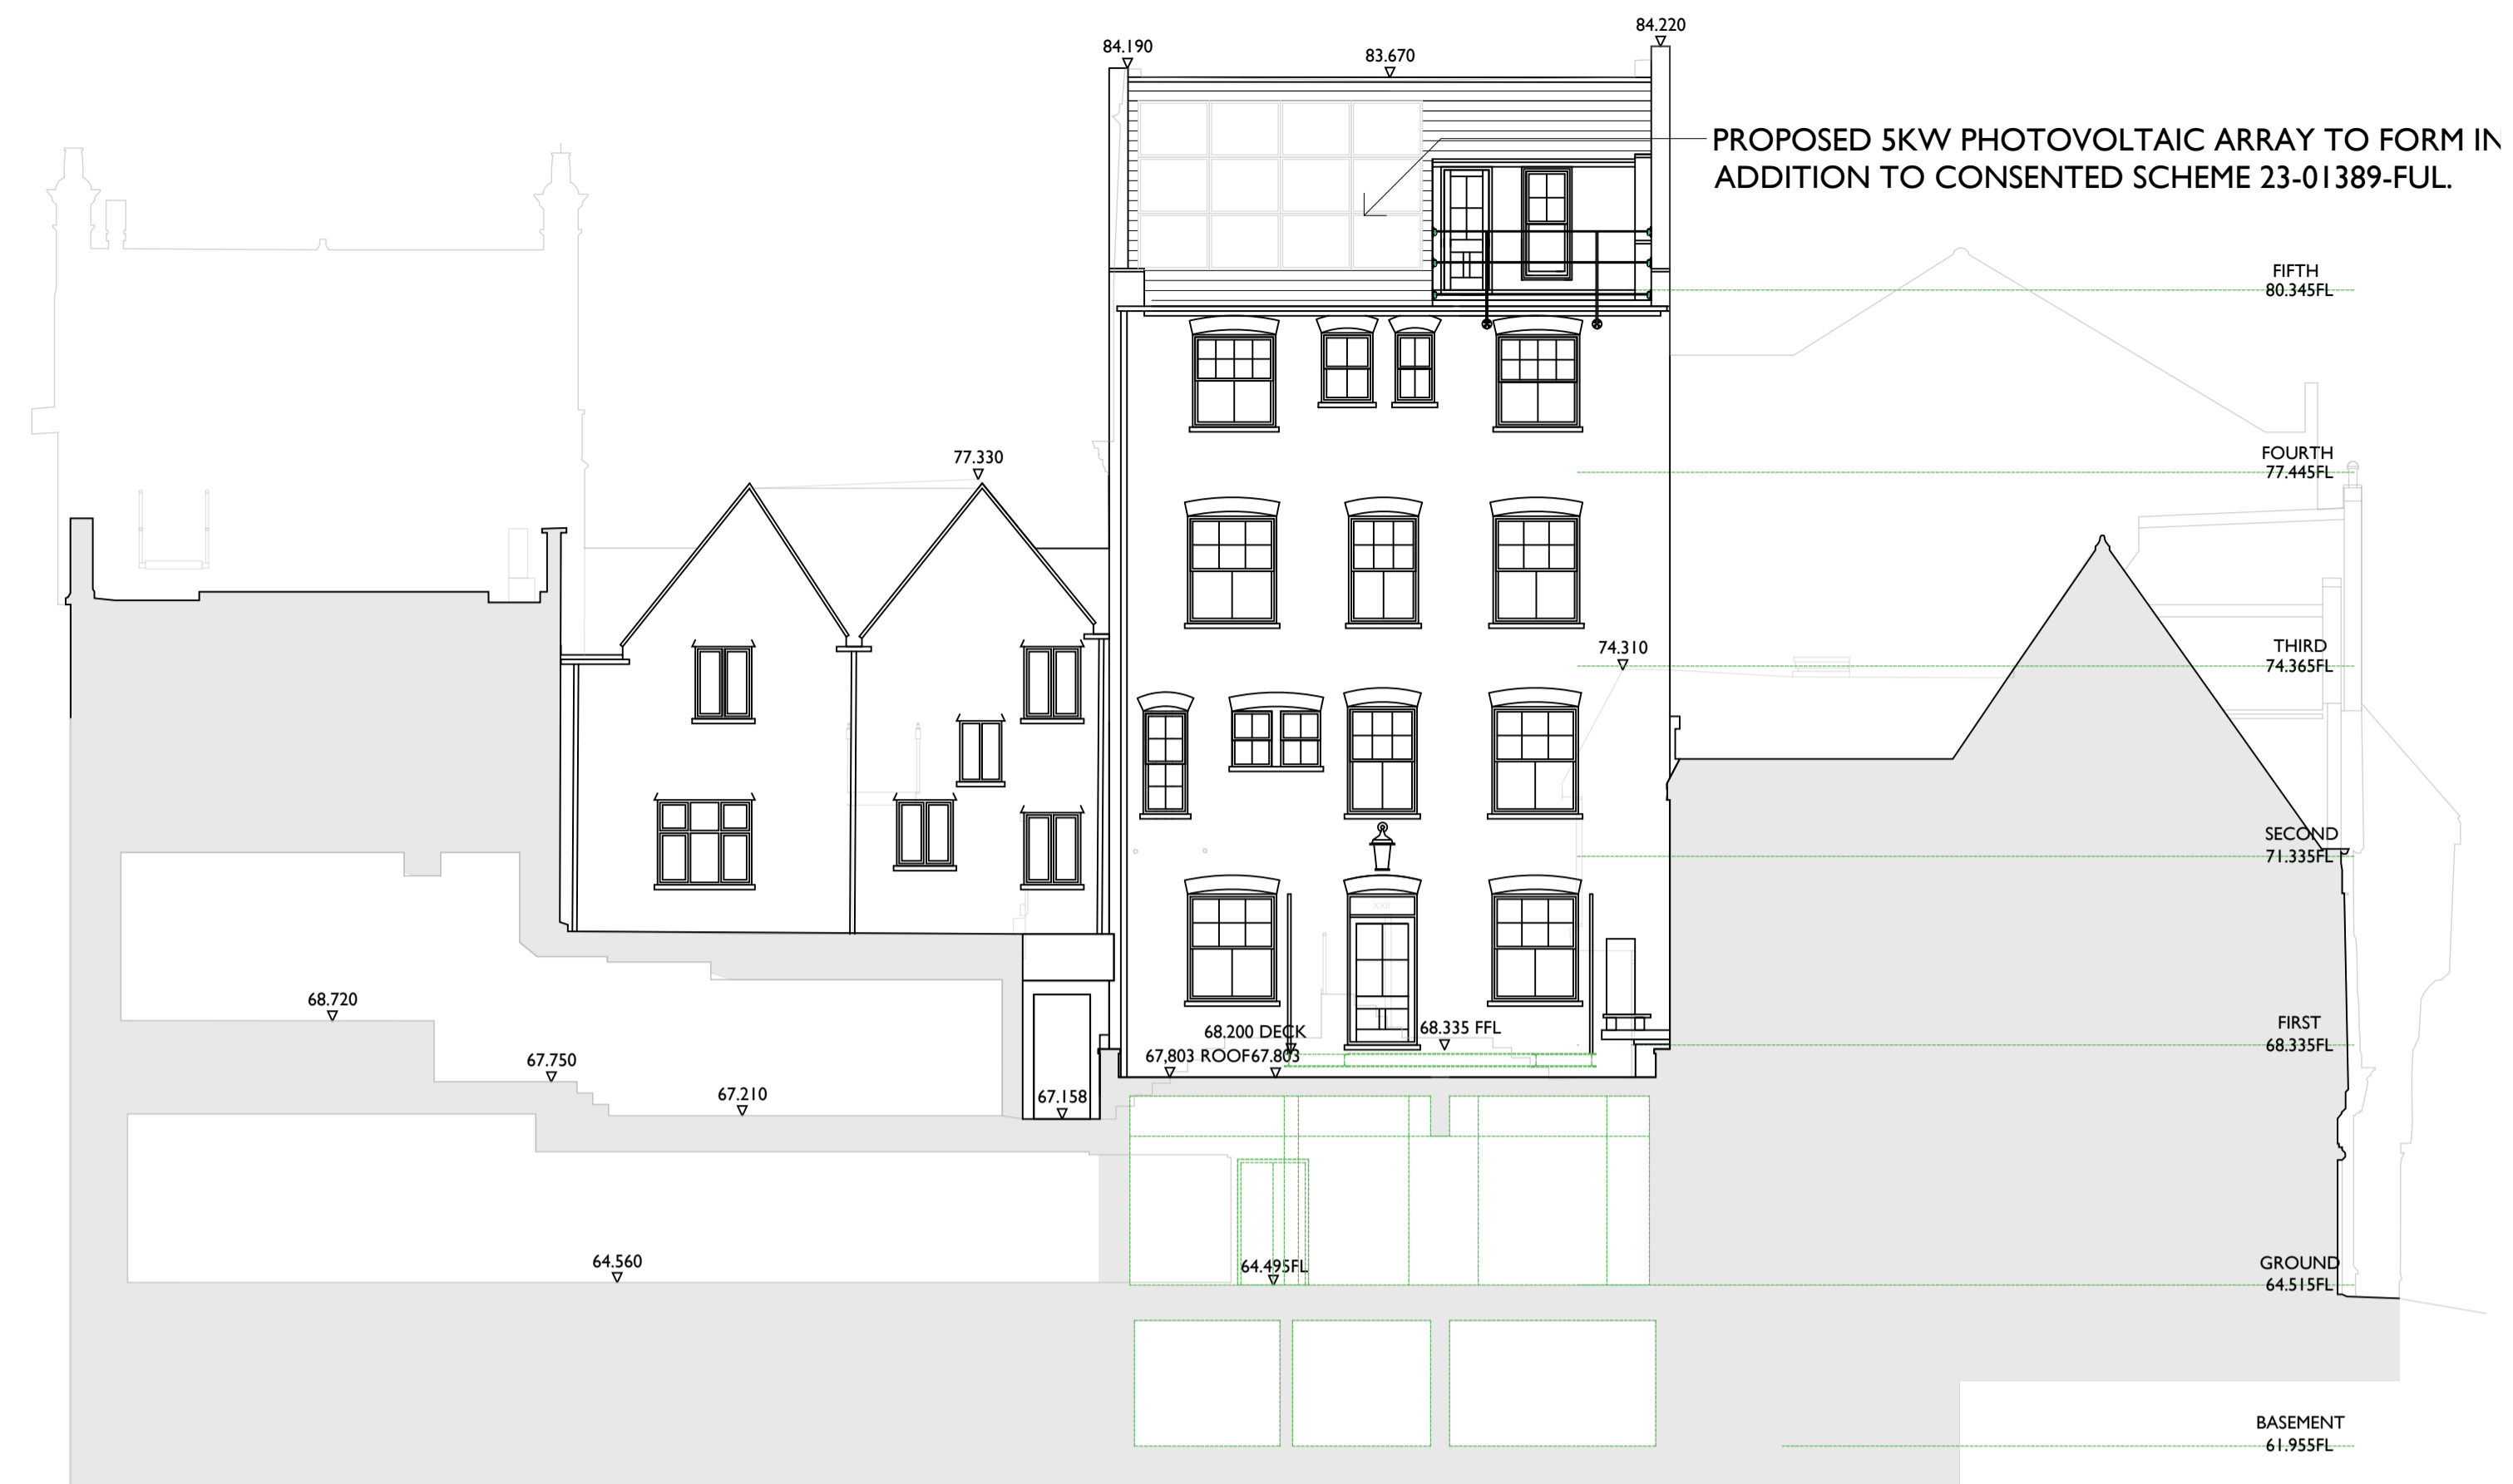 84.220
84.190
83.670
PROPOSED 5KW PHOTOVOLTAIC ARRAY TO FORM IN
ADDITION TO CONSENTED SCHEME 23-01389-FUL.
FIFTH
80.345FL
FOURTH
77.445FL
77.330
THIRD
74.365FL
74.310
SECOND
71.335FL
XXII
68.720
FIRST
68.335FL
68.200 DECK
68.335 FFL
67.750
67.803 ROOF
67.803
67.210
67.158
64.560
64.495FL
GROUND
64.515FL
BASEMENT
61.955FL